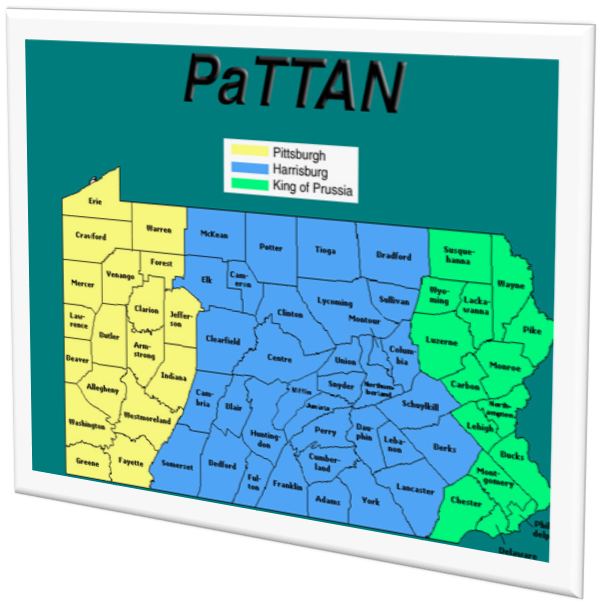 PaTTAN
Pittsburgh
Harrisburg
King of Prussia
Erie
Crawford
Warren
McKean
Potter
Tioga
Bradford
Susque-
hanna
Wayne
Mercer
Venango
Forest
Elk
Cam-
eron
Clinton
Lycoming
Sullivan
Wyo-
ming
Lacka-
wanna
Pike
Law-
rence
Butler
Clarion
Jeffer-
son
Clearfield
Centre
Montour
Union
Colum-
bia
Luzerne
Monroe
Carbon
Beaver
Arm-
strong
Indiana
Snyder
Northum-
berland
Schuylkill
North-
ampton
Lehigh
Allegheny
Westmoreland
Cam-
bria
Blair
Hunting-
don
Mifflin
Juniata
Perry
Dau-
phin
Leba-
non
Berks
Bucks
Mont-
gomery
Washington
Greene
Fayette
Somerset
Bedford
Ful-
ton
Franklin
Cumber-
land
Adams
York
Lancaster
Chester
Phil
delp
Delaware